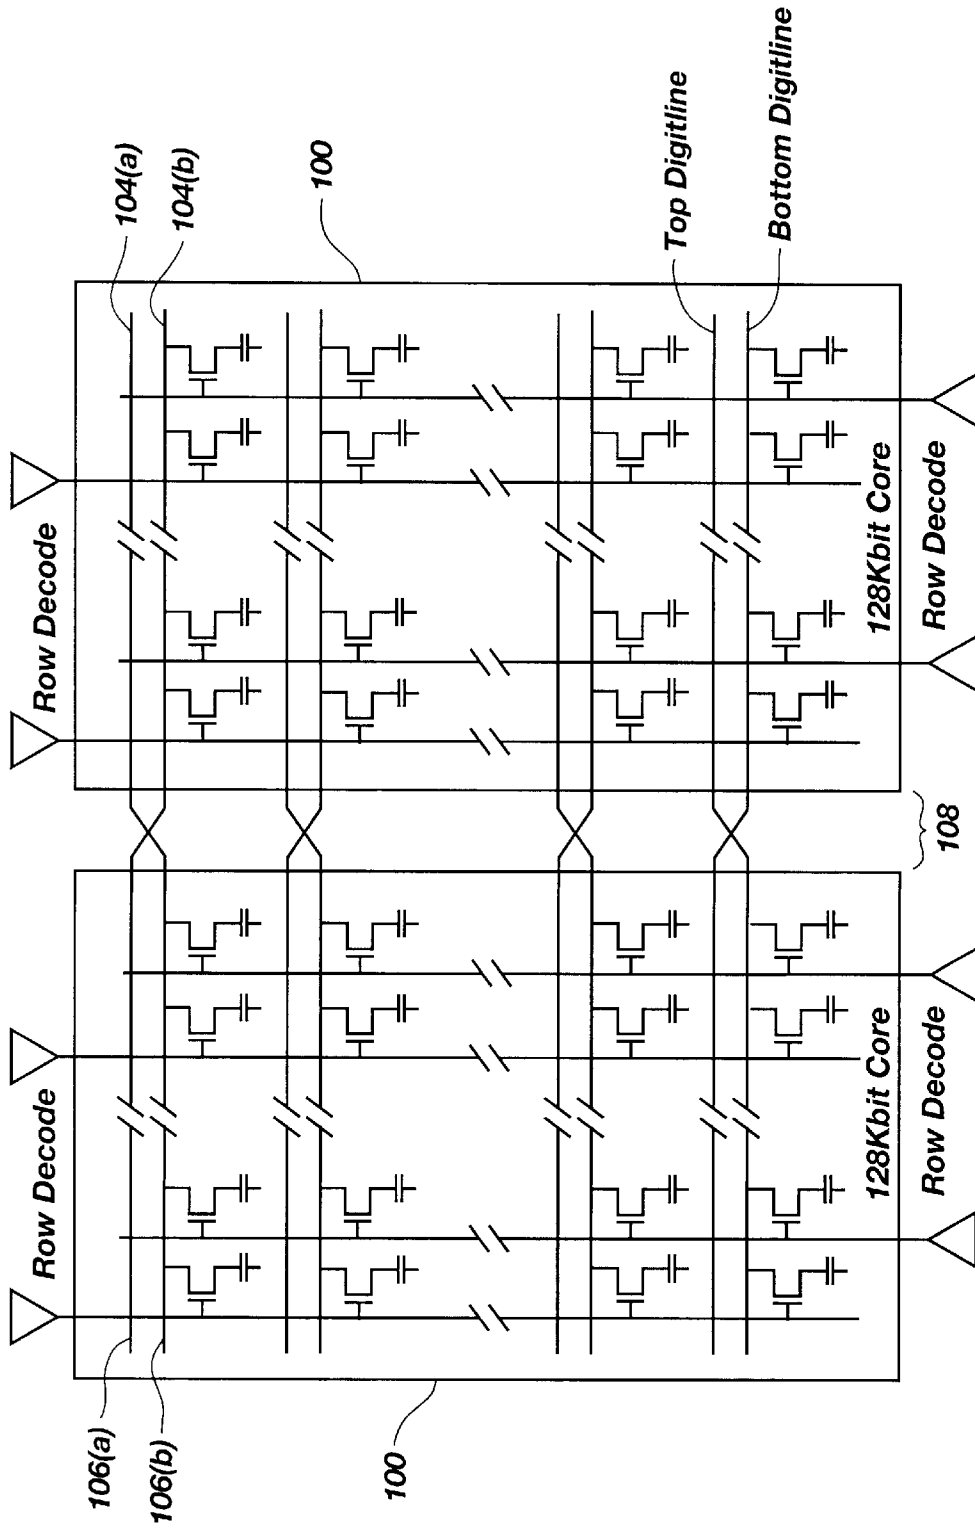 106(a)
106(b)
100
104(a)
104(b)
100
Top Digitline
Bottom Digitline
Row Decode
Row Decode
128Kbit Core
128Kbit Core
Row Decode
Row Decode
108